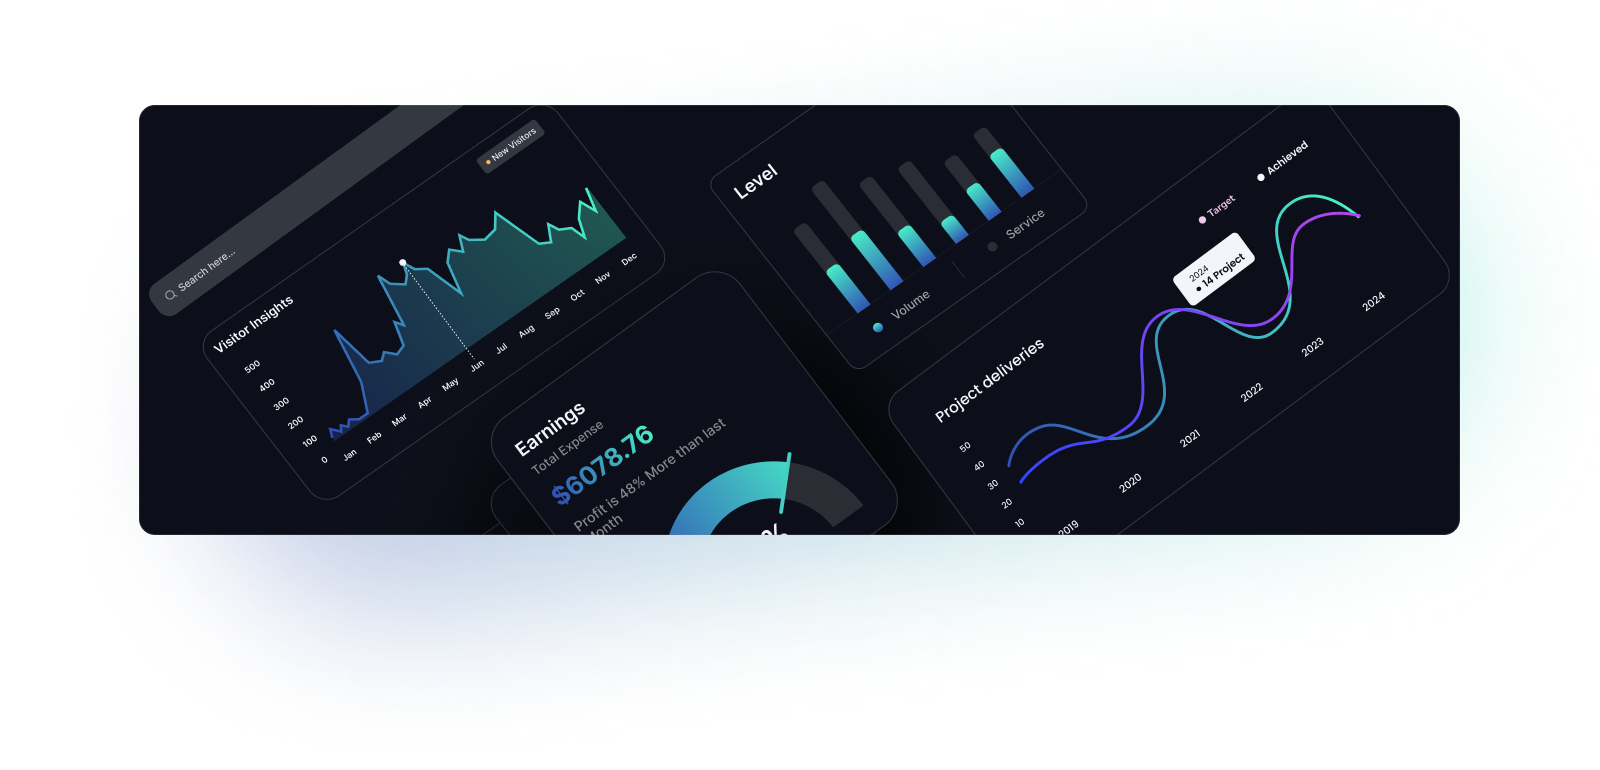 Search here...
New Visitors
Visitor Insights
500
400
300
200
100
0
Jan
Feb
Mar
Apr
May
Jun
Jul
Aug
Sep
Oct
Nov
Dec
Level
Volume
Service
Earnings
Total Expense
$6078.76
Profit is 48% More than last
Month
%
Project deliveries
Target
Achieved
2024
14 Project
50
40
30
20
10
2019
2020
2021
2022
2023
2024